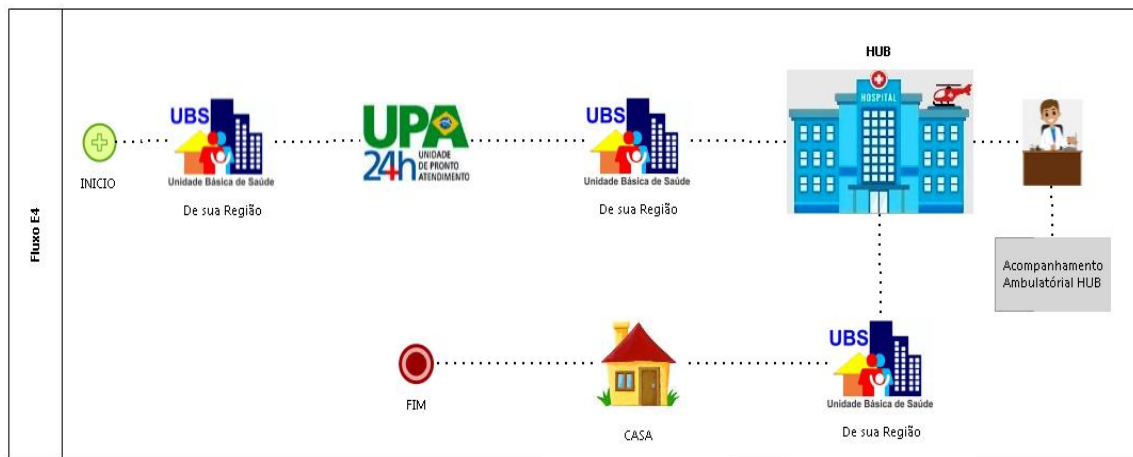 Fluxo E4
INICIO
UBS
Unidade Básica de Saúde
De sua Região
UPA
24h
UNIDADE
DE PRONTO
ATENDIMENTO
UBS
Unidade Básica de Saúde
De sua Região
HUB
HOSPITAL
Acompanhamento
Ambulatórial HUB
FIM
CASA
UBS
Unidade Básica de Saúde
De sua Região